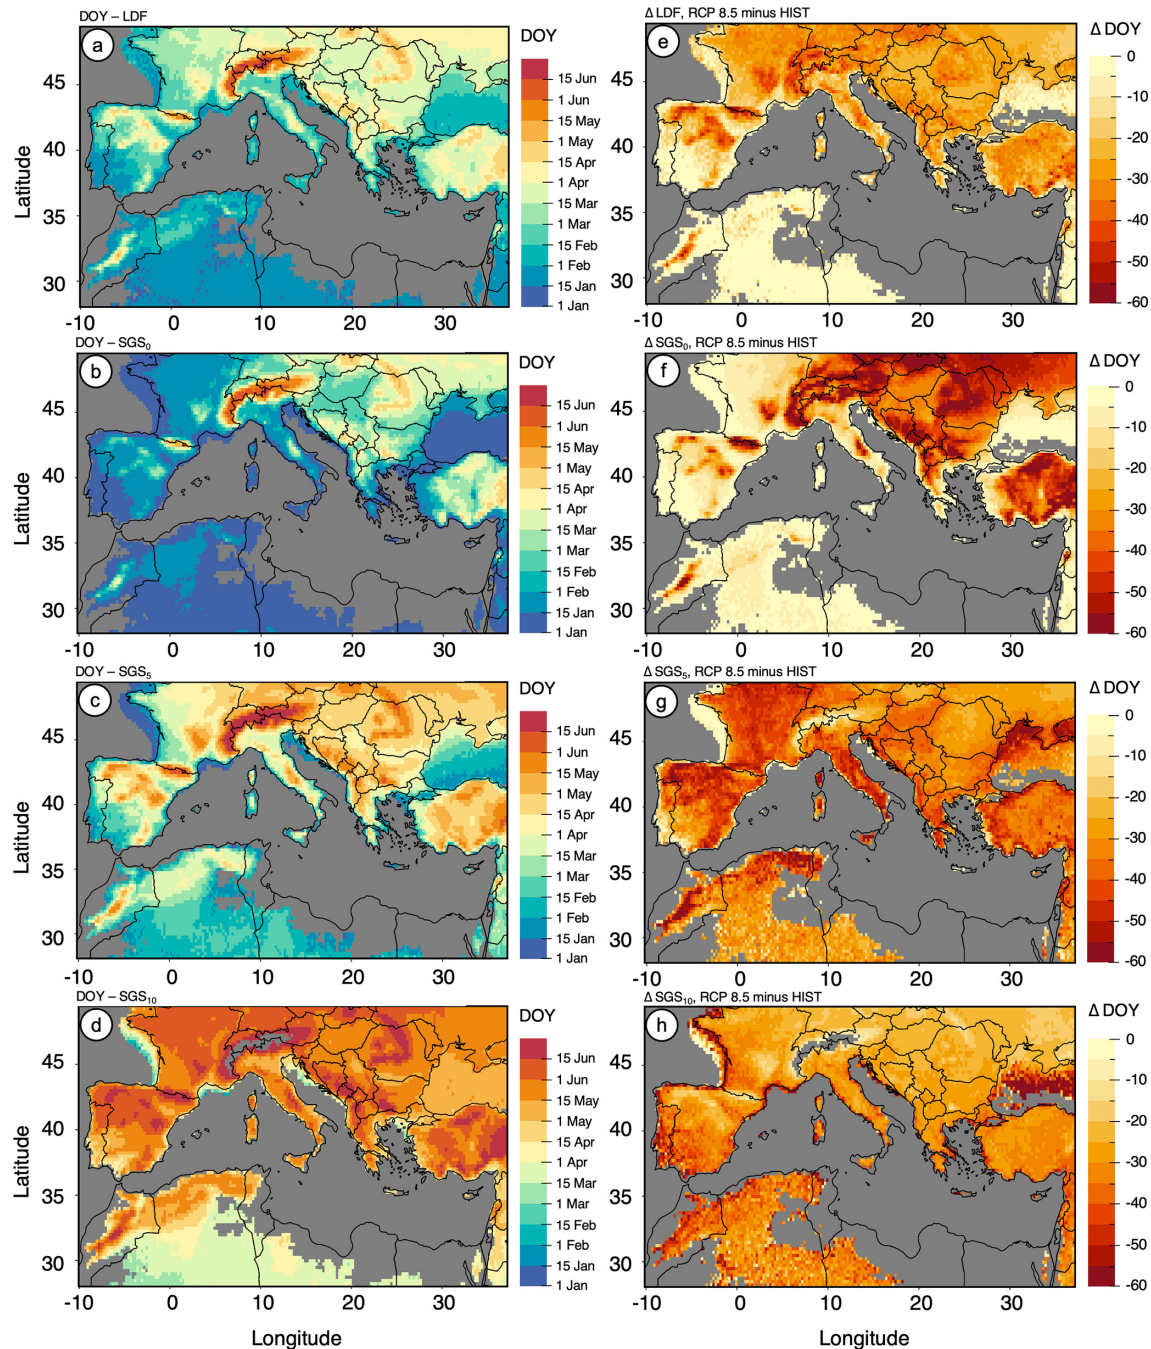 DOY – LDF
a
DOY
15 Jun
1 Jun
15 May
1 May
15 Apr
1 Apr
15 Mar
1 Mar
15 Feb
1 Feb
15 Jan
1 Jan
45
40
35
30
Latitude
-10 0 10 20 30
Δ LDF, RCP 8.5 minus HIST
e
Δ DOY
0
-10
-20
-30
-40
-50
-60
45
40
35
30
-10 0 10 20 30
DOY – SGS₀
b
DOY
15 Jun
1 Jun
15 May
1 May
15 Apr
1 Apr
15 Mar
1 Mar
15 Feb
1 Feb
15 Jan
1 Jan
45
40
35
30
Latitude
-10 0 10 20 30
Δ SGS₀, RCP 8.5 minus HIST
f
Δ DOY
0
-10
-20
-30
-40
-50
-60
45
40
35
30
-10 0 10 20 30
DOY – SGS₅
c
DOY
15 Jun
1 Jun
15 May
1 May
15 Apr
1 Apr
15 Mar
1 Mar
15 Feb
1 Feb
15 Jan
1 Jan
45
40
35
30
Latitude
-10 0 10 20 30
Δ SGS₅, RCP 8.5 minus HIST
g
Δ DOY
0
-10
-20
-30
-40
-50
-60
45
40
35
30
-10 0 10 20 30
DOY – SGS₁₀
d
DOY
15 Jun
1 Jun
15 May
1 May
15 Apr
1 Apr
15 Mar
1 Mar
15 Feb
1 Feb
15 Jan
1 Jan
45
40
35
30
Latitude
-10 0 10 20 30
Longitude
Δ SGS₁₀, RCP 8.5 minus HIST
h
Δ DOY
0
-10
-20
-30
-40
-50
-60
45
40
35
30
-10 0 10 20 30
Longitude